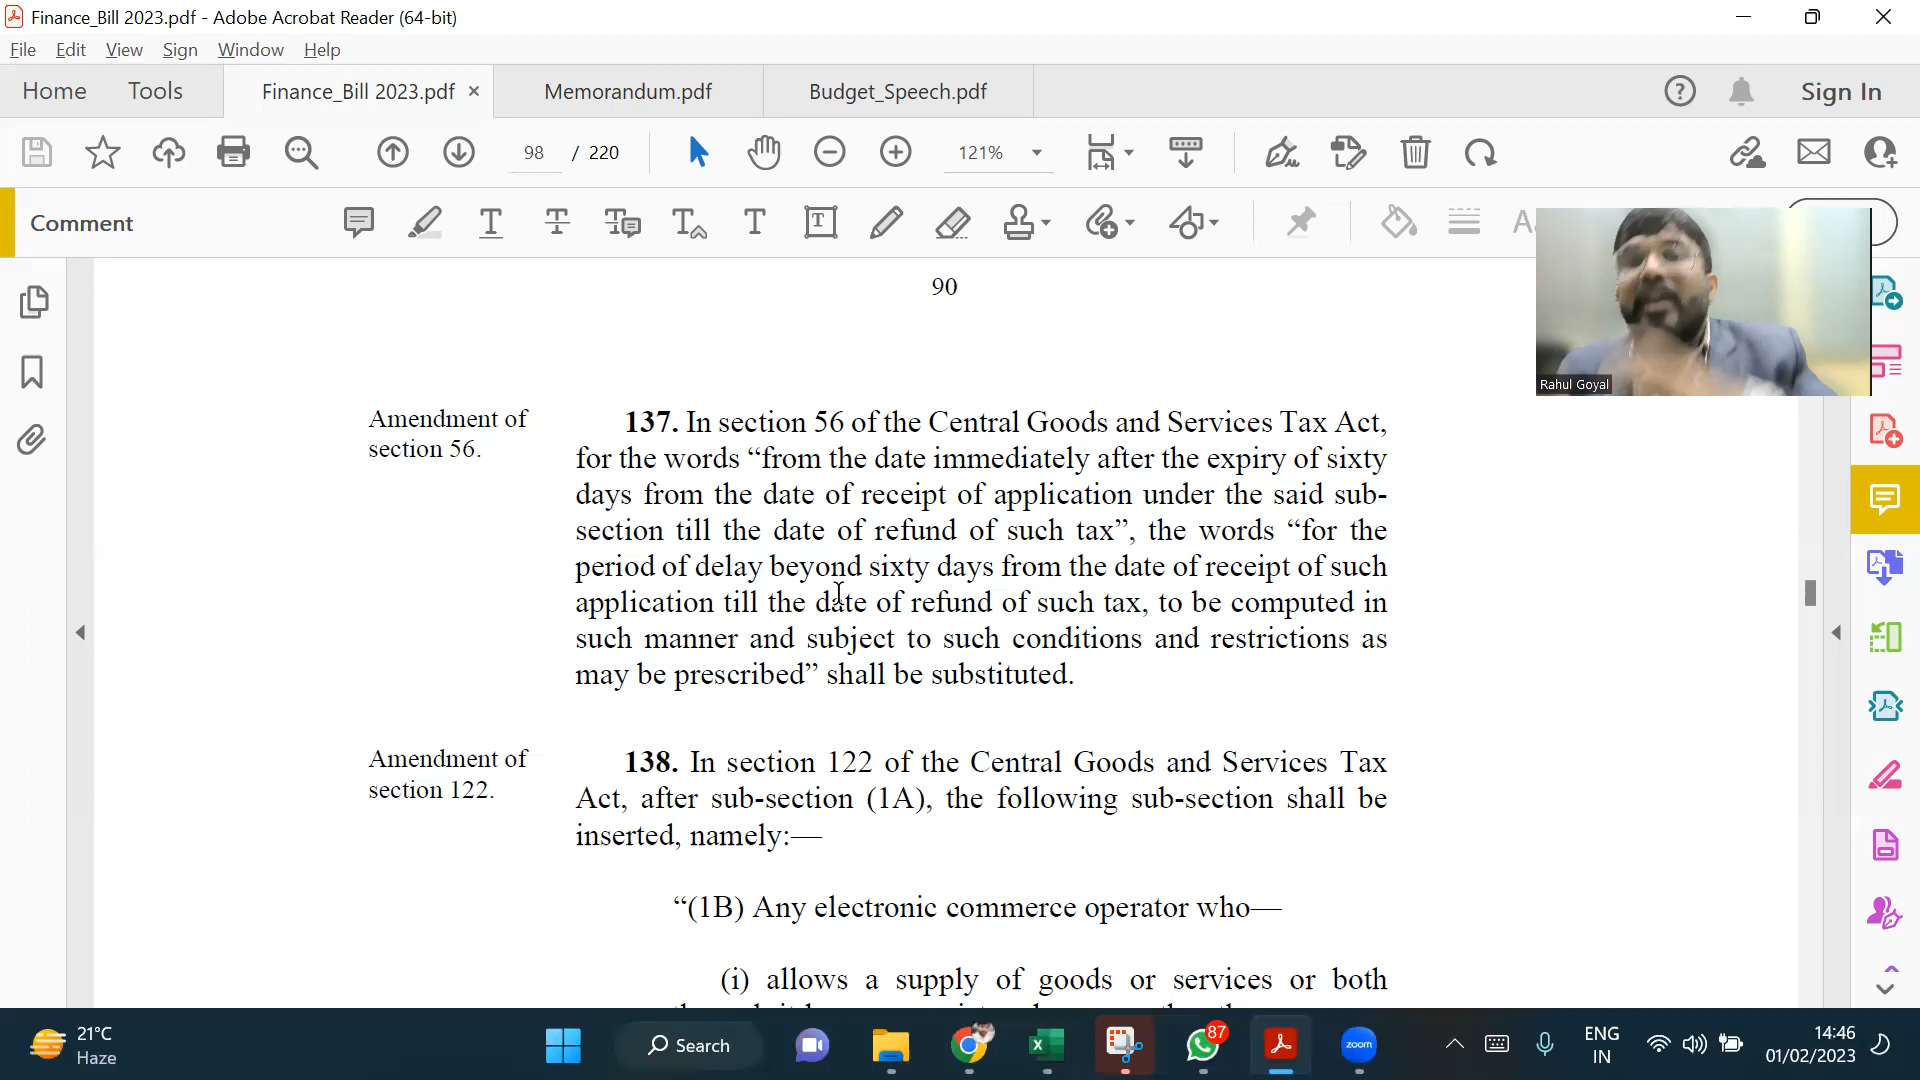 Finance_Bill 2023.pdf - Adobe Acrobat Reader (64-bit)
File Edit View Sign Window Help
Home Tools Finance_Bill 2023.pdf × Memorandum.pdf Budget_Speech.pdf Sign In
98 / 220 121%
Comment
90
Rahul Goyal
Amendment of
section 56.
137. In section 56 of the Central Goods and Services Tax Act,
for the words “from the date immediately after the expiry of sixty
days from the date of receipt of application under the said sub-
section till the date of refund of such tax”, the words “for the
period of delay beyond sixty days from the date of receipt of such
application till the date of refund of such tax, to be computed in
such manner and subject to such conditions and restrictions as
may be prescribed” shall be substituted.
Amendment of
section 122.
138. In section 122 of the Central Goods and Services Tax
Act, after sub-section (1A), the following sub-section shall be
inserted, namely:—
“(1B) Any electronic commerce operator who—
(i) allows a supply of goods or services or both
21°C
Haze
Search
87
zoom
ENG
IN
14:46
01/02/2023